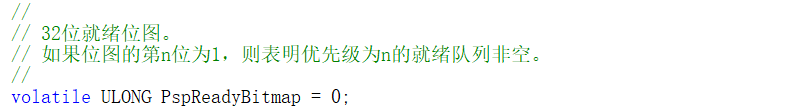 //
// 32位就绪位图。
// 如果位图的第n位为1，则表明优先级为n的就绪队列非空。
//
volatile ULONG PspReadyBitmap = 0;